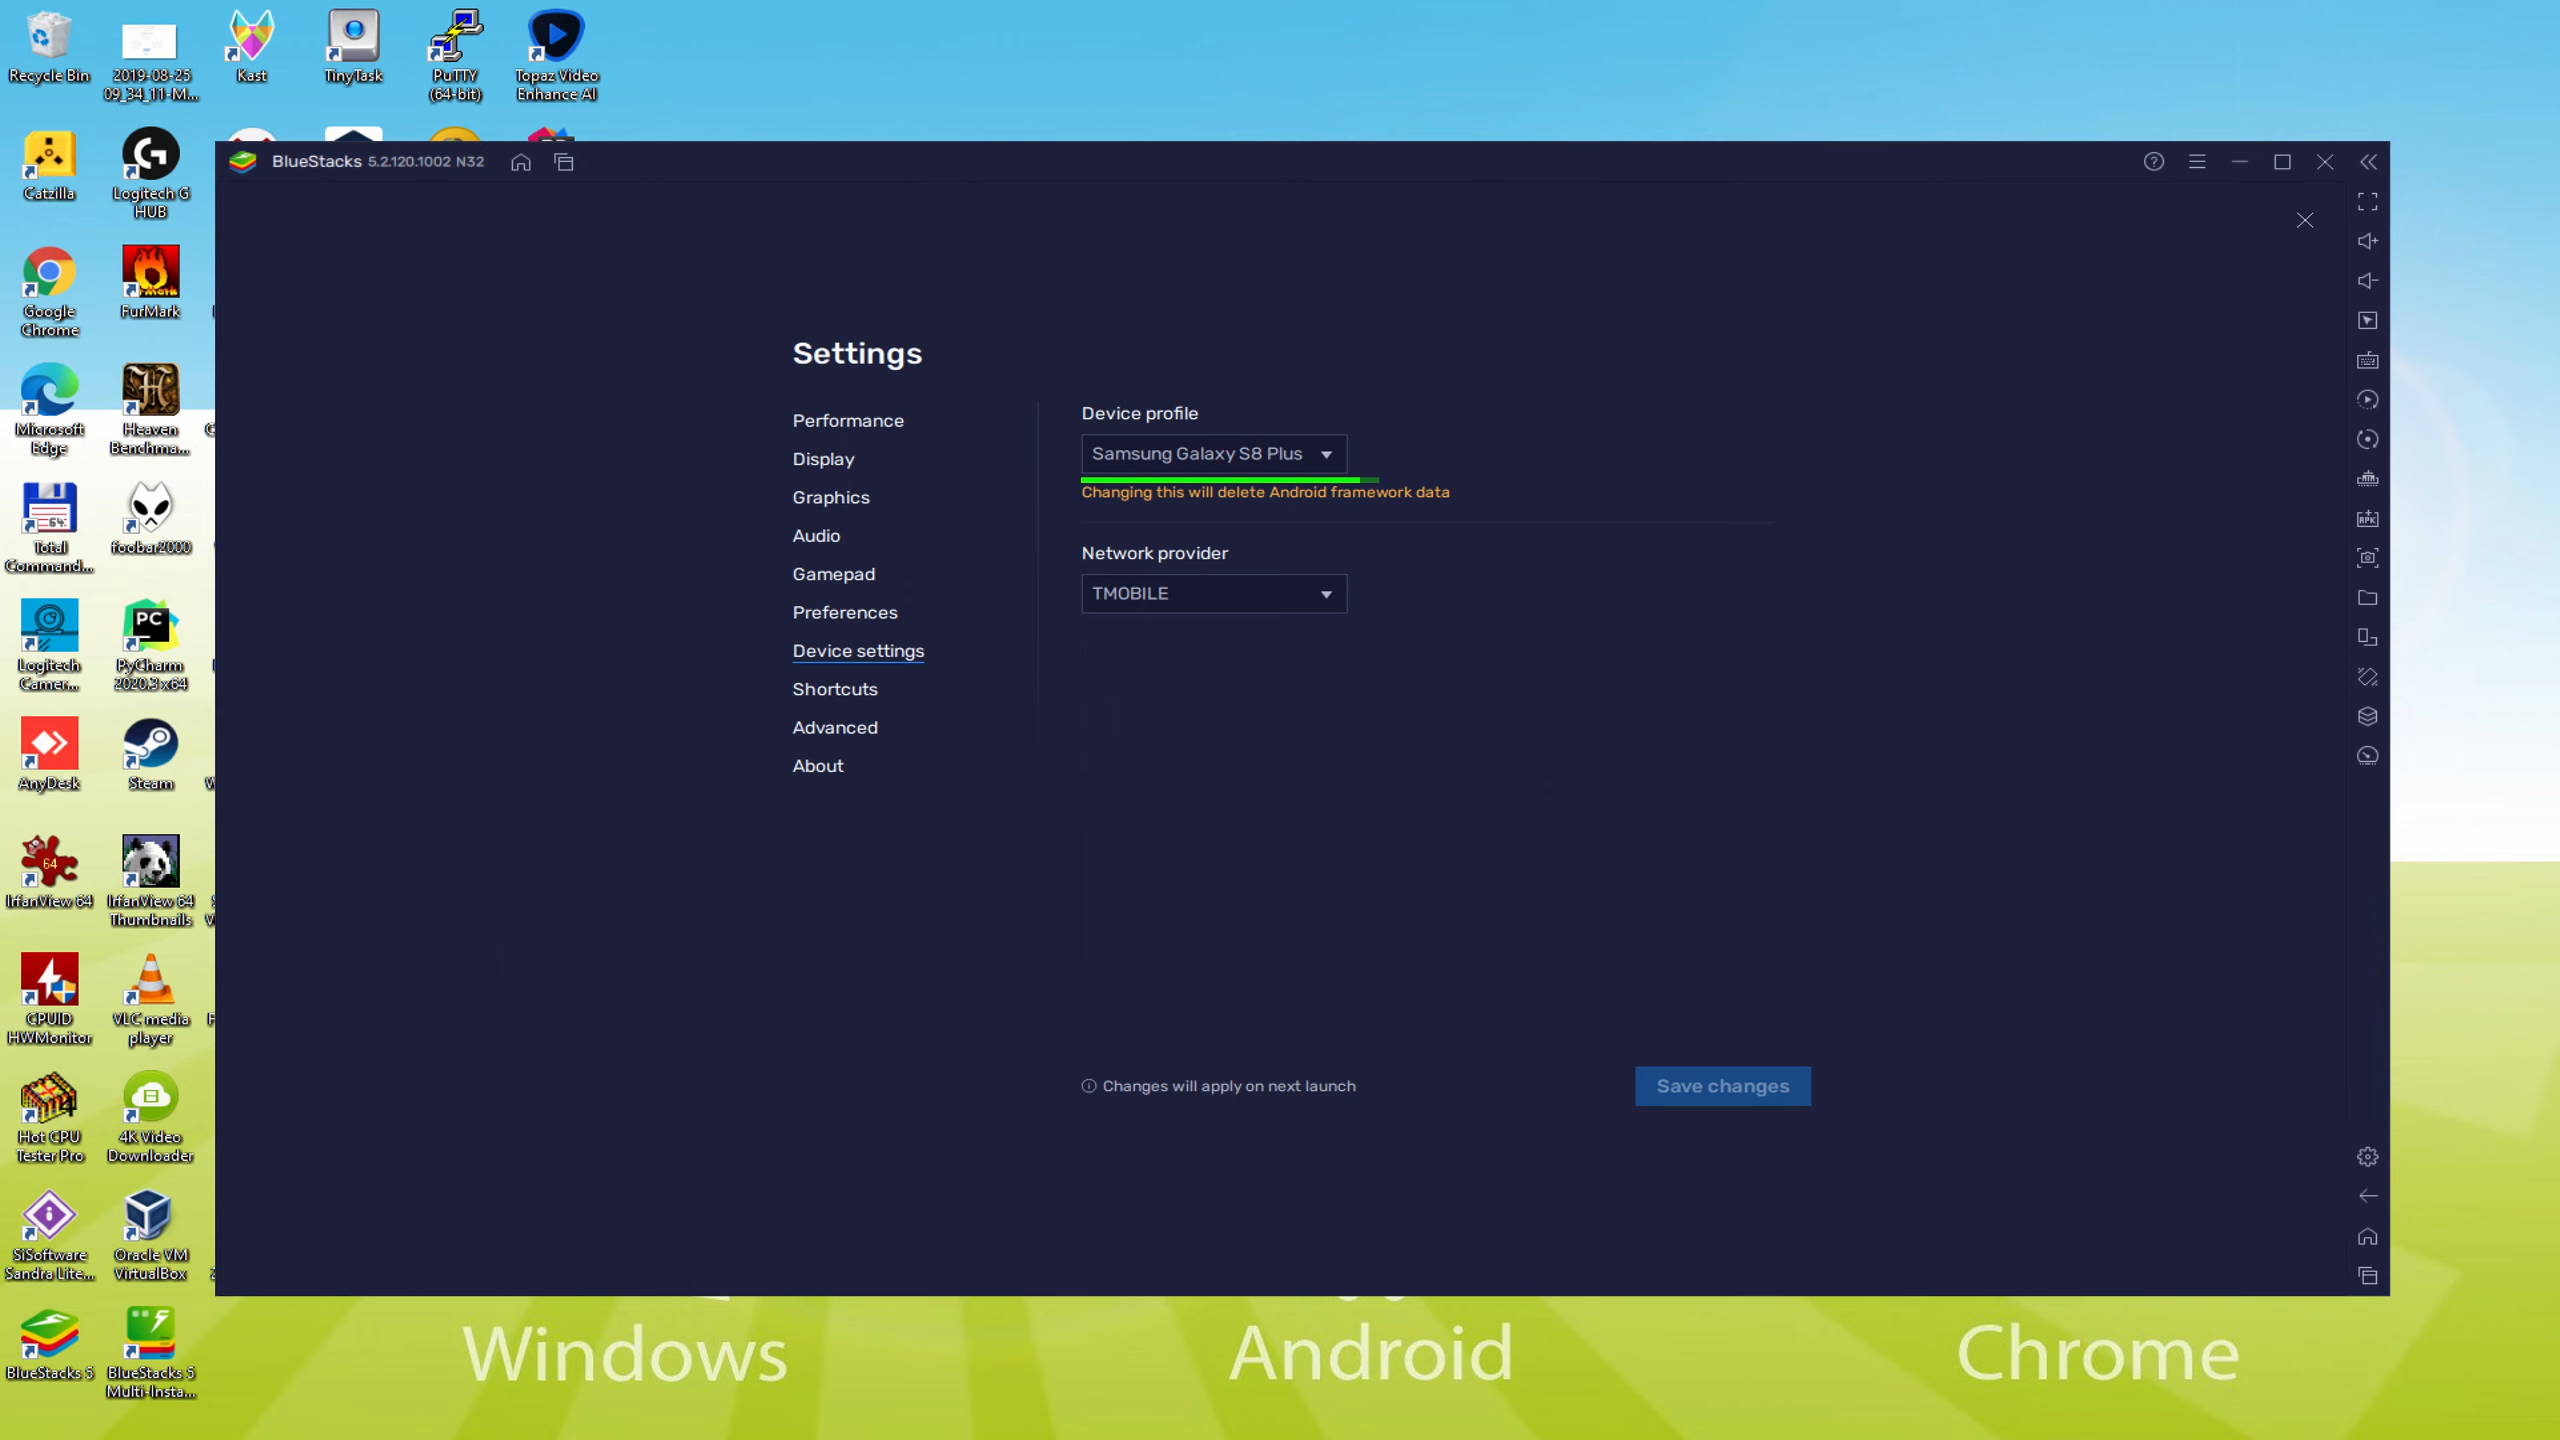 Recycle Bin
2019-08-25
09_34_11-M...
Kast
TinyTask
PuTTY
(64-bit)
Topaz Video
Enhance AI
Catzilla
Logitech G
HUB
Google
Chrome
FurMark
Microsoft
Edge
Heaven
Benchma...
Total
Command...
foobar2000
Logitech
Camer...
PyCharm
2020.3 x64
AnyDesk
Steam
IrfanView 64
IrfanView 64
Thumbnails
CPUID
HWMonitor
VLC media
player
Hot CPU
Tester Pro
4K Video
Downloader
SiSoftware
Sandra Lite...
Oracle VM
VirtualBox
BlueStacks 5
BlueStacks 5
Multi-Insta...
BlueStacks 5.2.120.1002 N32
Settings
Performance
Display
Graphics
Audio
Gamepad
Preferences
Device settings
Shortcuts
Advanced
About
Device profile
Samsung Galaxy S8 Plus
Changing this will delete Android framework data
Network provider
TMOBILE
Changes will apply on next launch
Save changes
Windows
Android
Chrome